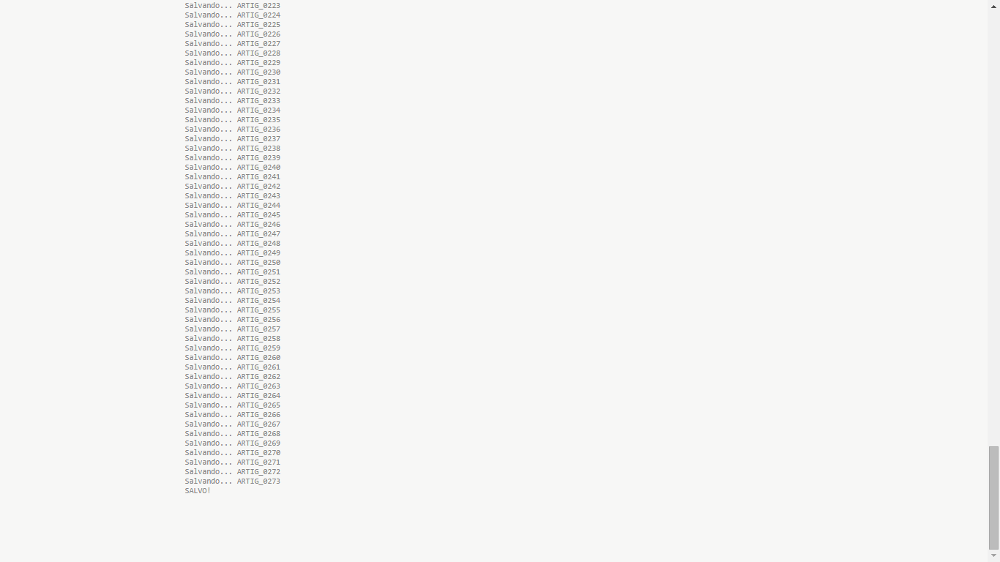 Salvando... ARTIG_0223
Salvando... ARTIG_0224
Salvando... ARTIG_0225
Salvando... ARTIG_0226
Salvando... ARTIG_0227
Salvando... ARTIG_0228
Salvando... ARTIG_0229
Salvando... ARTIG_0230
Salvando... ARTIG_0231
Salvando... ARTIG_0232
Salvando... ARTIG_0233
Salvando... ARTIG_0234
Salvando... ARTIG_0235
Salvando... ARTIG_0236
Salvando... ARTIG_0237
Salvando... ARTIG_0238
Salvando... ARTIG_0239
Salvando... ARTIG_0240
Salvando... ARTIG_0241
Salvando... ARTIG_0242
Salvando... ARTIG_0243
Salvando... ARTIG_0244
Salvando... ARTIG_0245
Salvando... ARTIG_0246
Salvando... ARTIG_0247
Salvando... ARTIG_0248
Salvando... ARTIG_0249
Salvando... ARTIG_0250
Salvando... ARTIG_0251
Salvando... ARTIG_0252
Salvando... ARTIG_0253
Salvando... ARTIG_0254
Salvando... ARTIG_0255
Salvando... ARTIG_0256
Salvando... ARTIG_0257
Salvando... ARTIG_0258
Salvando... ARTIG_0259
Salvando... ARTIG_0260
Salvando... ARTIG_0261
Salvando... ARTIG_0262
Salvando... ARTIG_0263
Salvando... ARTIG_0264
Salvando... ARTIG_0265
Salvando... ARTIG_0266
Salvando... ARTIG_0267
Salvando... ARTIG_0268
Salvando... ARTIG_0269
Salvando... ARTIG_0270
Salvando... ARTIG_0271
Salvando... ARTIG_0272
Salvando... ARTIG_0273
SALVO!